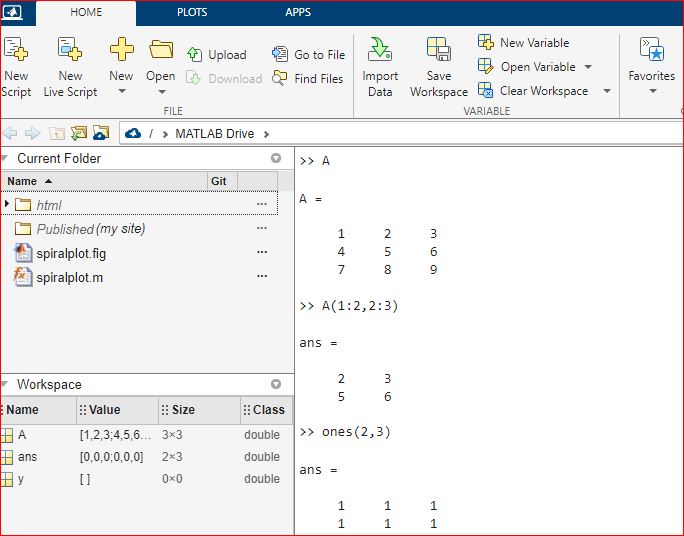 HOME PLOTS APPS
New Script New Live Script New Open Upload Download Go to File Find Files
FILE
Import Data Save Workspace New Variable Open Variable Clear Workspace
VARIABLE
Favorites
/ MATLAB Drive
Current Folder
Name Git
html ...
Published (my site) ...
spiralplot.fig ...
spiralplot.m ...
Workspace
Name Value Size Class
A [1,2,3;4,5,6... 3×3 double
ans [0,0,0;0,0,0] 2×3 double
y [ ] 0×0 double
>> A
A =
1 2 3
4 5 6
7 8 9
>> A(1:2,2:3)
ans =
2 3
5 6
>> ones(2,3)
ans =
1 1 1
1 1 1